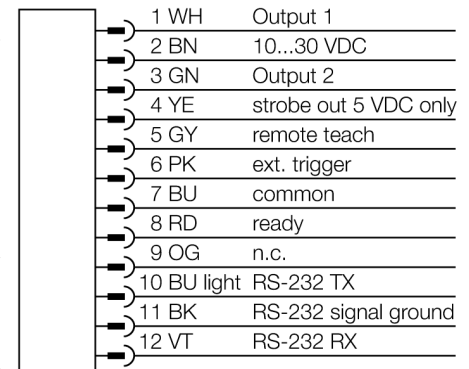 1 WH Output 1
2 BN 10...30 VDC
3 GN Output 2
4 YE strobe out 5 VDC only
5 GY remote teach
6 PK ext. trigger
7 BU common
8 RD ready
9 OG n.c.
10 BU light RS-232 TX
11 BK RS-232 signal ground
12 VT RS-232 RX